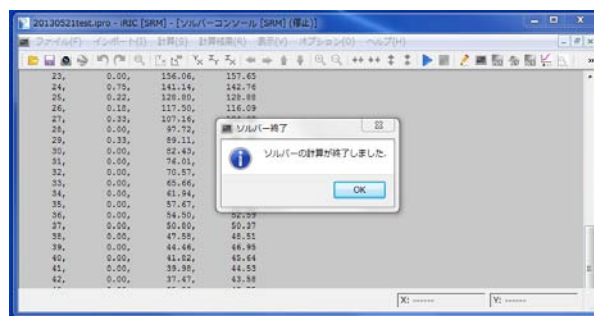 20130521test.ipro - iRIC [SRM] - [ソルバーコンソール [SRM] (停止)]
ファイル(F) インポート(I) 計算(S) 計算結果(R) 表示(V) オプション(O) ヘルプ(H)
23, 0.00, 156.06, 157.65
24, 0.75, 141.14, 142.76
25, 0.22, 128.80, 128.88
26, 0.18, 117.50, 116.09
27, 0.33, 107.16,
28, 0.00, 97.72,
29, 0.33, 89.11,
30, 0.00, 82.43,
31, 0.00, 76.01,
32, 0.00, 70.57,
33, 0.00, 65.66,
34, 0.00, 61.94,
35, 0.00, 57.67,
36, 0.00, 54.50, 52.59
37, 0.00, 50.80, 50.37
38, 0.00, 47.58, 48.51
39, 0.00, 44.46, 46.95
40, 0.00, 41.82, 45.64
41, 0.00, 39.98, 44.53
42, 0.00, 37.47, 43.58
ソルバー終了
ソルバーの計算が終了しました.
OK
X: ------
Y: ------